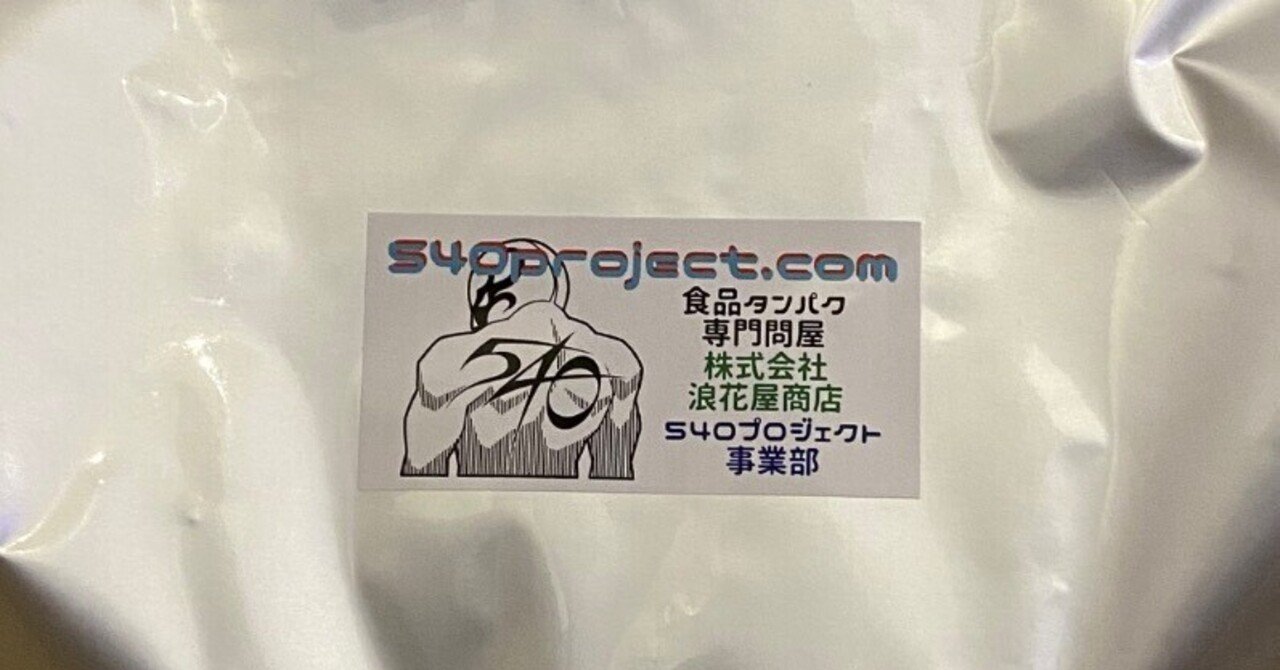 540project.com
食品タンパク
専門問屋
株式会社
浪花屋商店
540プロジェクト
事業部
540